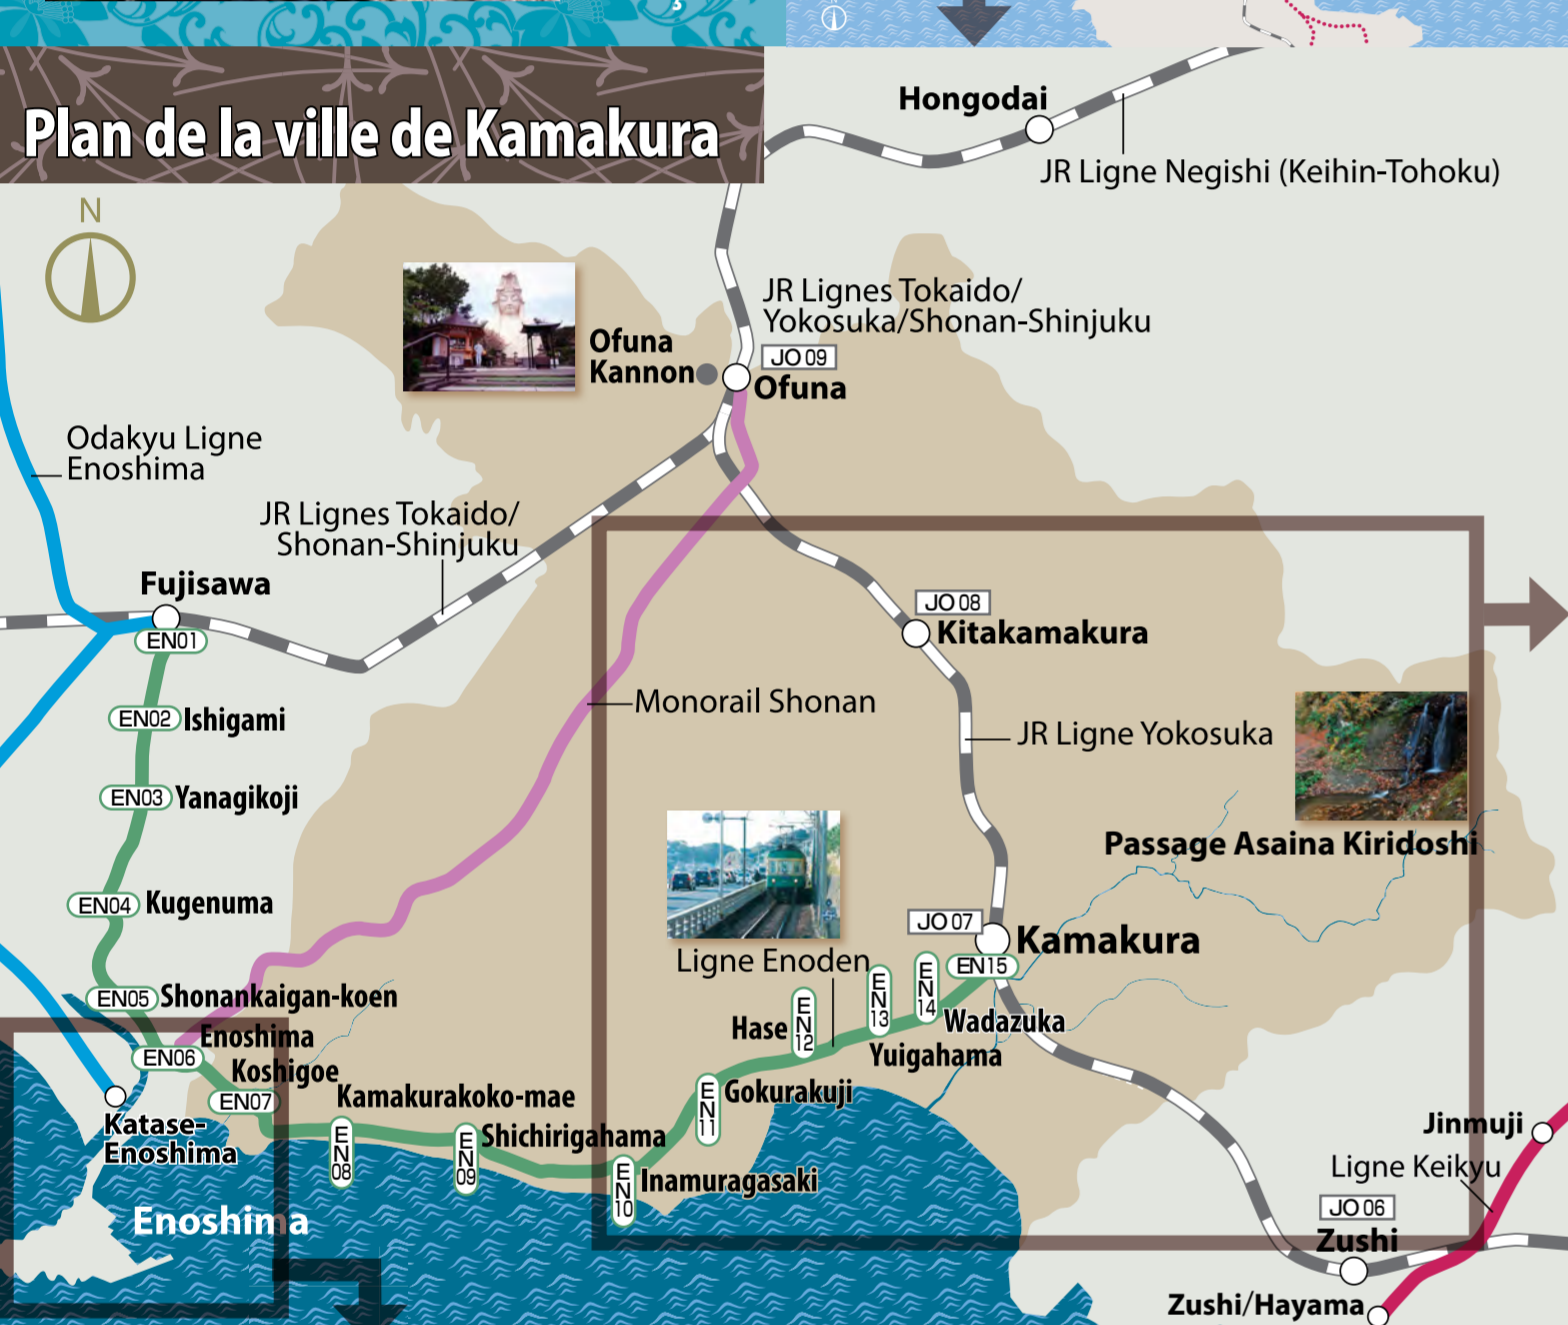 Plan de la ville de Kamakura
N
Hongodai
JR Ligne Negishi (Keihin-Tohoku)
JR Lignes Tokaido/
Yokosuka/Shonan-Shinjuku
Ofuna
Kannon
JO 09
Ofuna
Odakyu Ligne
Enoshima
JR Lignes Tokaido/
Shonan-Shinjuku
Fujisawa
EN01
JO 08
Kitakamakura
EN02 Ishigami
Monorail Shonan
JR Ligne Yokosuka
EN03 Yanagikoji
Passage Asaina Kiridoshi
EN04 Kugenuma
JO 07
Kamakura
EN15
Ligne Enoden
EN05 Shonankaigan-koen
EN14
Wadazuka
EN13
Yuigahama
Hase
EN12
Enoshima
EN06
Koshigoe
EN07
Kamakurakoko-mae
EN08
Shichirigahama
EN09
Gokurakuji
EN11
Inamuragasaki
EN10
Katase-
Enoshima
Enoshima
Jinmuji
Ligne Keikyu
JO 06
Zushi
Zushi/Hayama